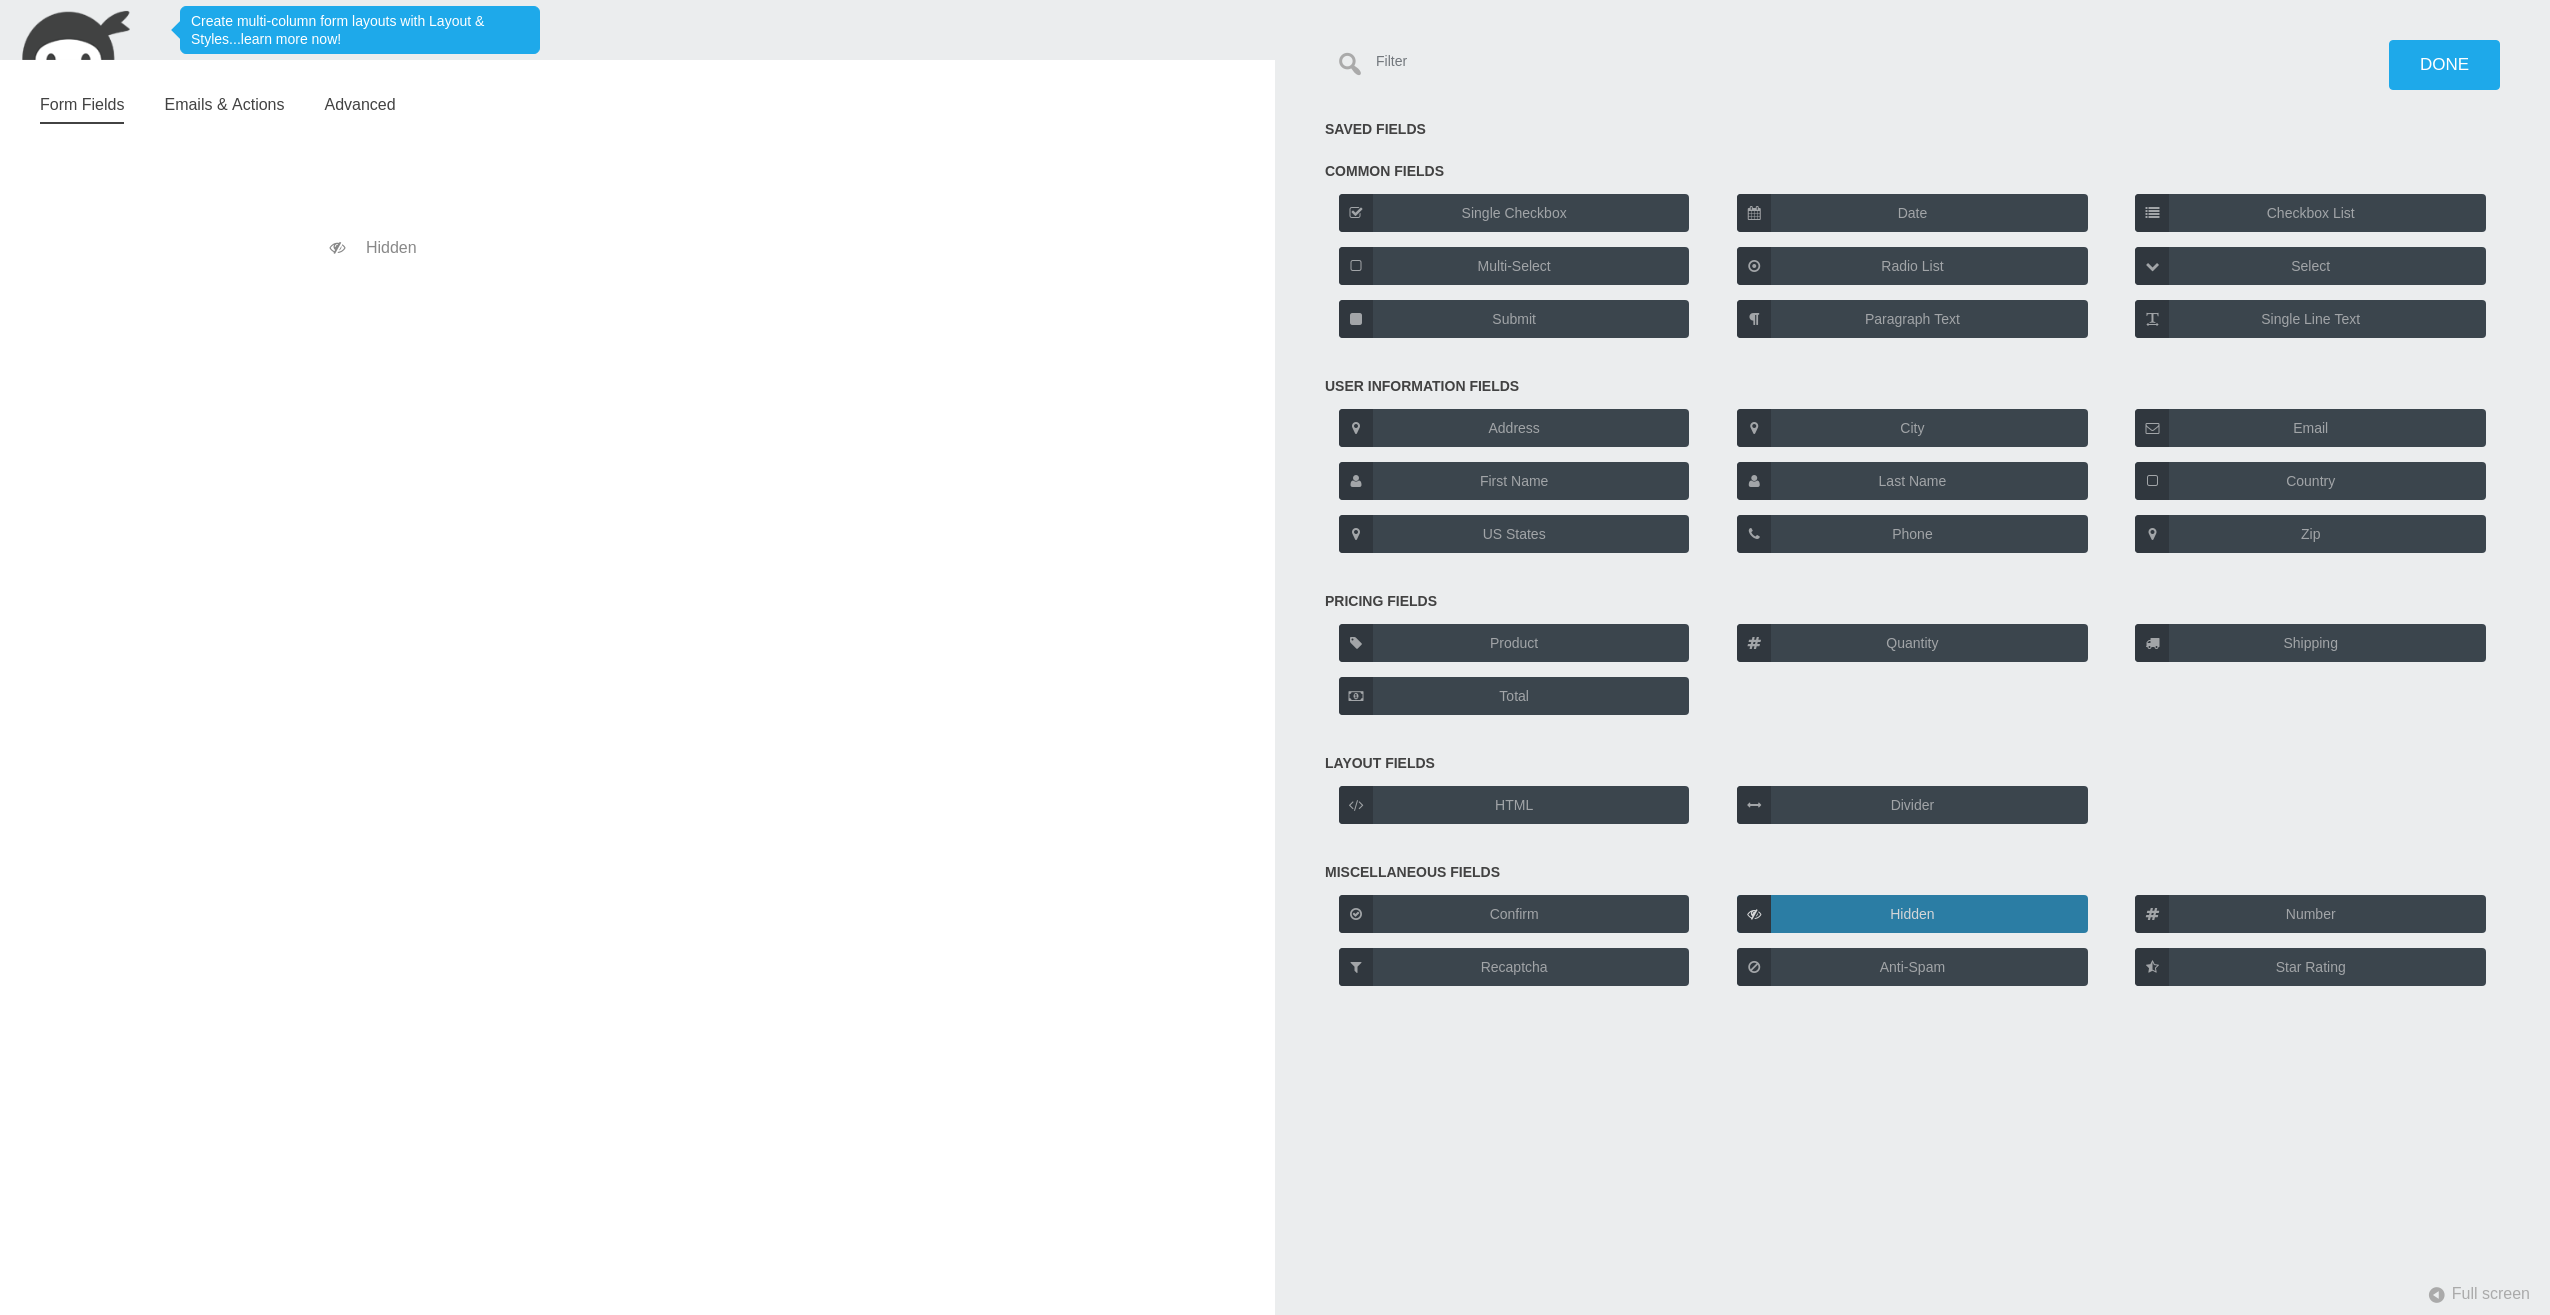 Create multi-column form layouts with Layout &
Styles...learn more now!
Filter
DONE
Form Fields
Emails & Actions
Advanced
Hidden
SAVED FIELDS
COMMON FIELDS
Single Checkbox
Date
Checkbox List
Multi-Select
Radio List
Select
Submit
Paragraph Text
Single Line Text
USER INFORMATION FIELDS
Address
City
Email
First Name
Last Name
Country
US States
Phone
Zip
PRICING FIELDS
Product
Quantity
Shipping
Total
LAYOUT FIELDS
HTML
Divider
MISCELLANEOUS FIELDS
Confirm
Hidden
Number
Recaptcha
Anti-Spam
Star Rating
Full screen